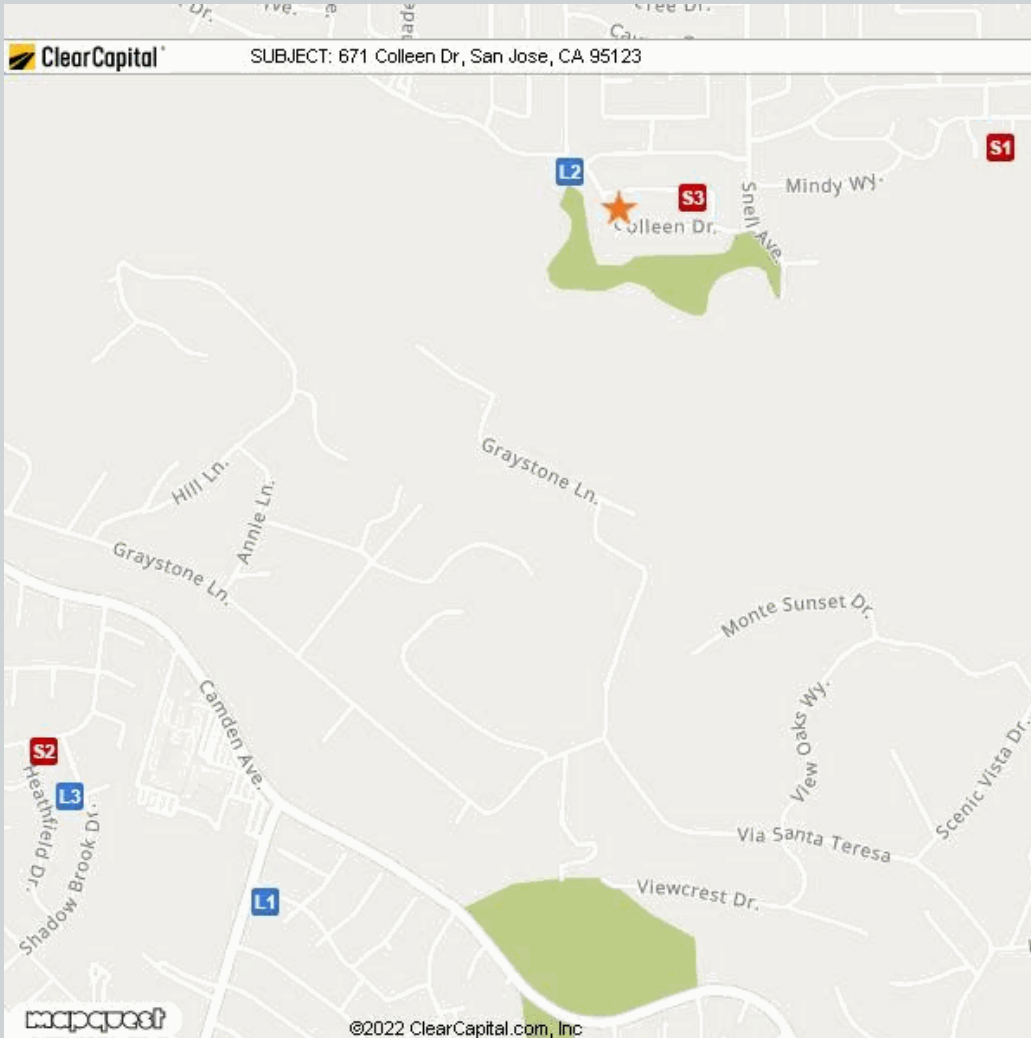 Dr.
ClearCapital
SUBJECT: 671 Colleen Dr, San Jose, CA 95123
S1
L2
Mindy Wy.
S3
Snell Ave.
Colleen Dr.
Graystone Ln.
Hill Ln.
Annie Ln.
Graystone Ln.
Monte Sunset Dr.
Camden Ave.
View Oaks Wy.
Scenic Vista Dr.
S2
Heathfield Dr.
L3
Shadow Brook Dr.
Via Santa Teresa
Viewcrest Dr.
L1
mapquest
©2022 ClearCapital.com, Inc